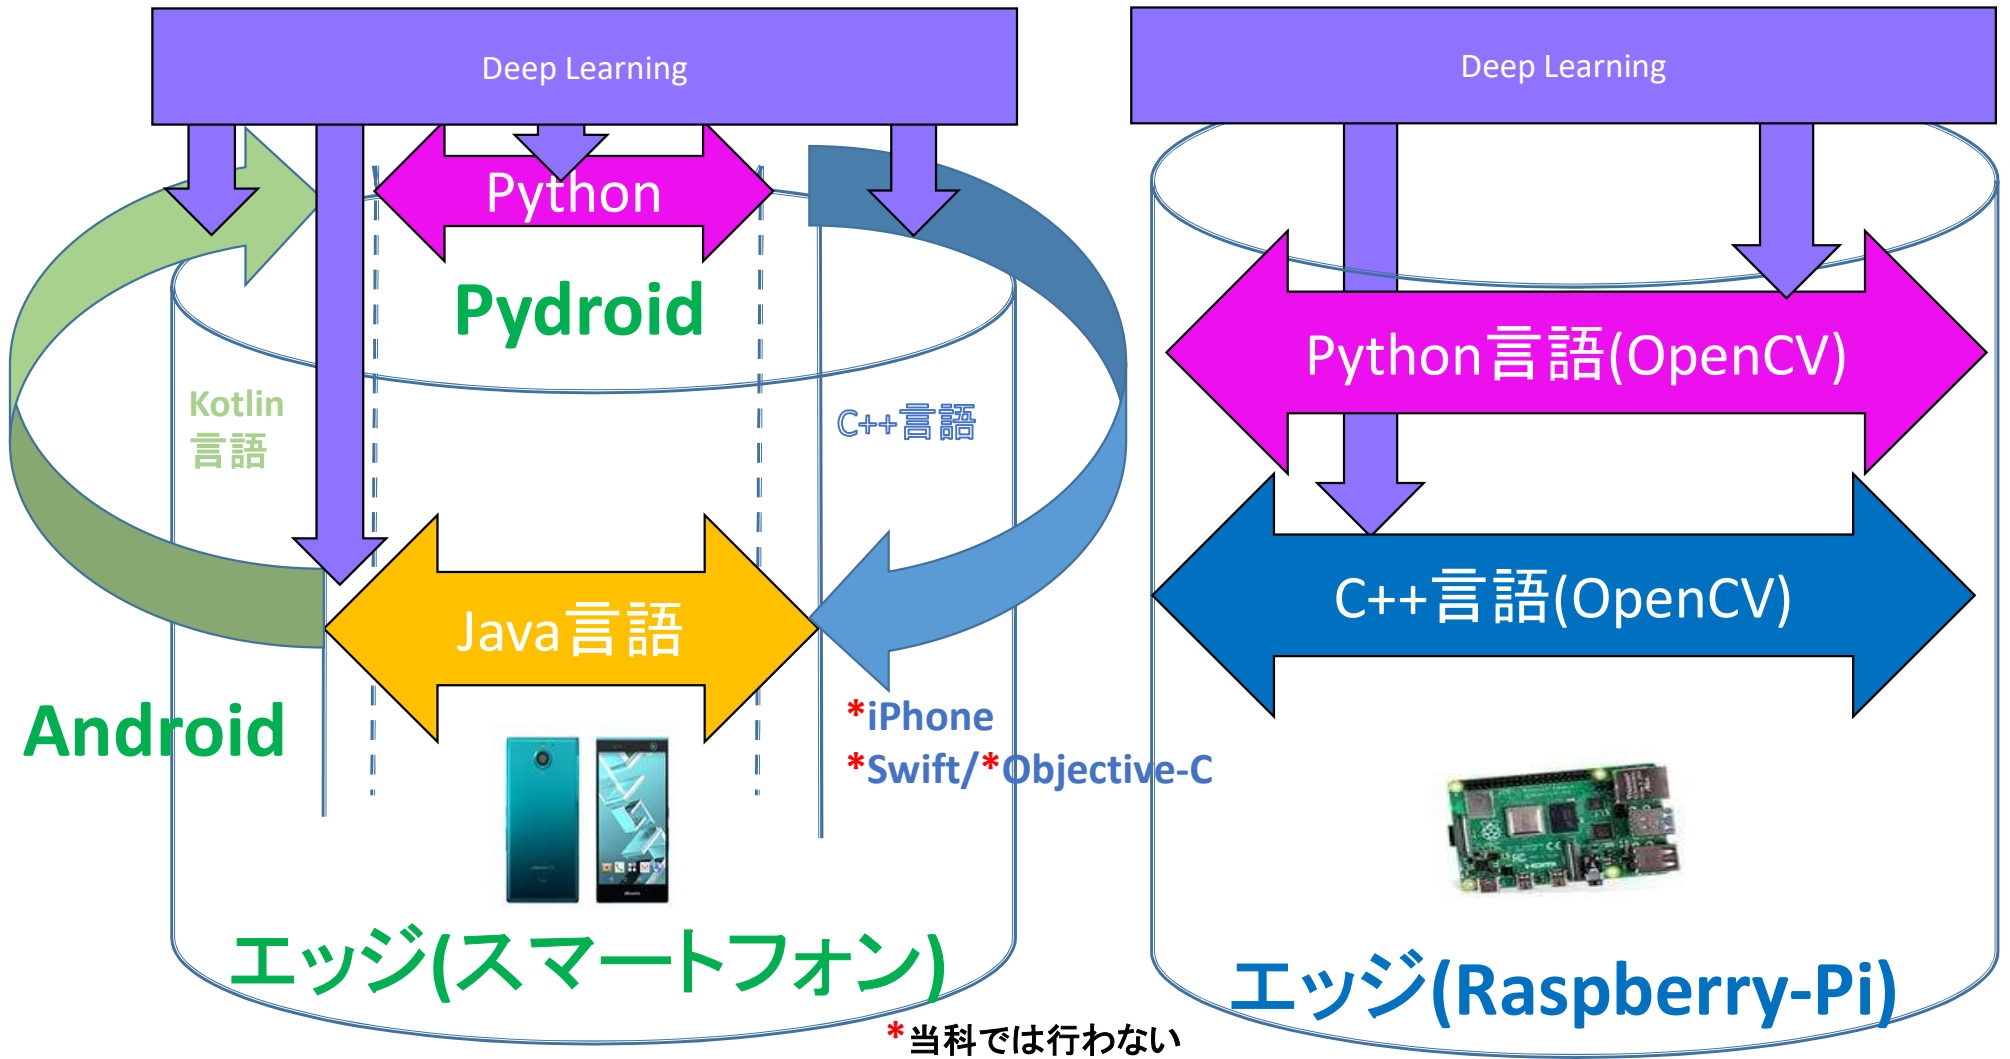 Deep Learning
Deep Learning
Python
Pydroid
Kotlin
言語
C++言語
Python言語(OpenCV)
C++言語(OpenCV)
Java言語
Android
*iPhone
*Swift/*Objective-C
エッジ(スマートフォン)
エッジ(Raspberry-Pi)
*当科では行わない